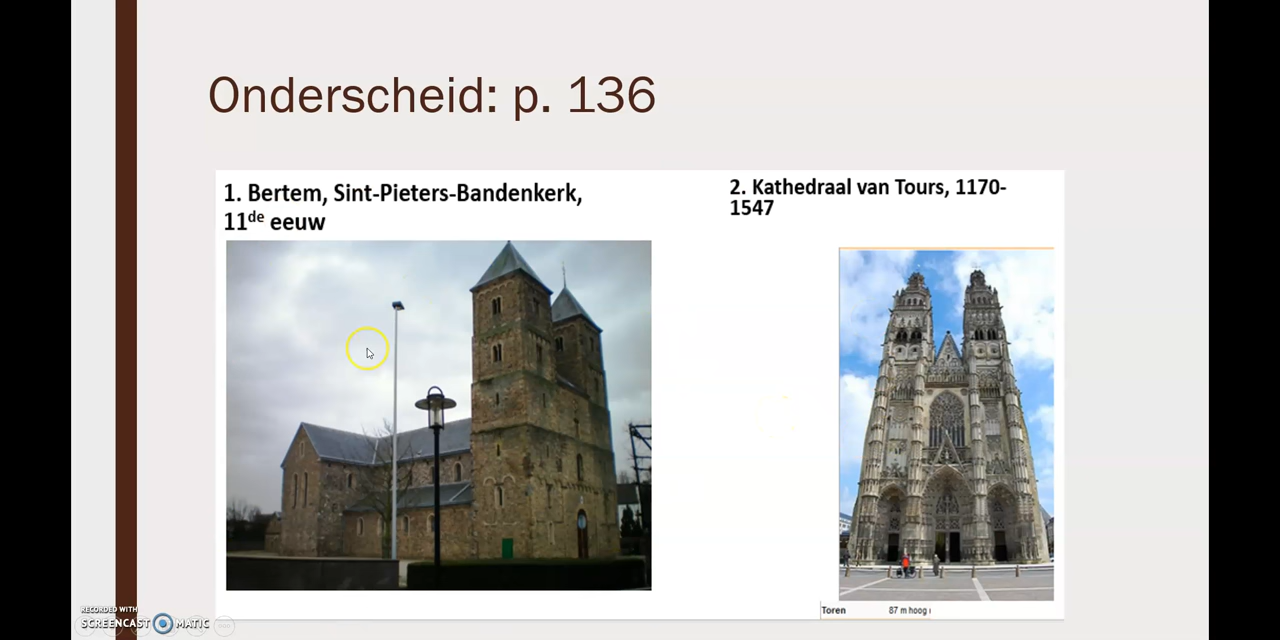 Onderscheid: p. 136
1. Bertem, Sint-Pieters-Bandenkerk,
11de eeuw
2. Kathedraal van Tours, 1170-
1547
Toren 87 m hoog
RECORDED WITH
SCREENCAST MATIC